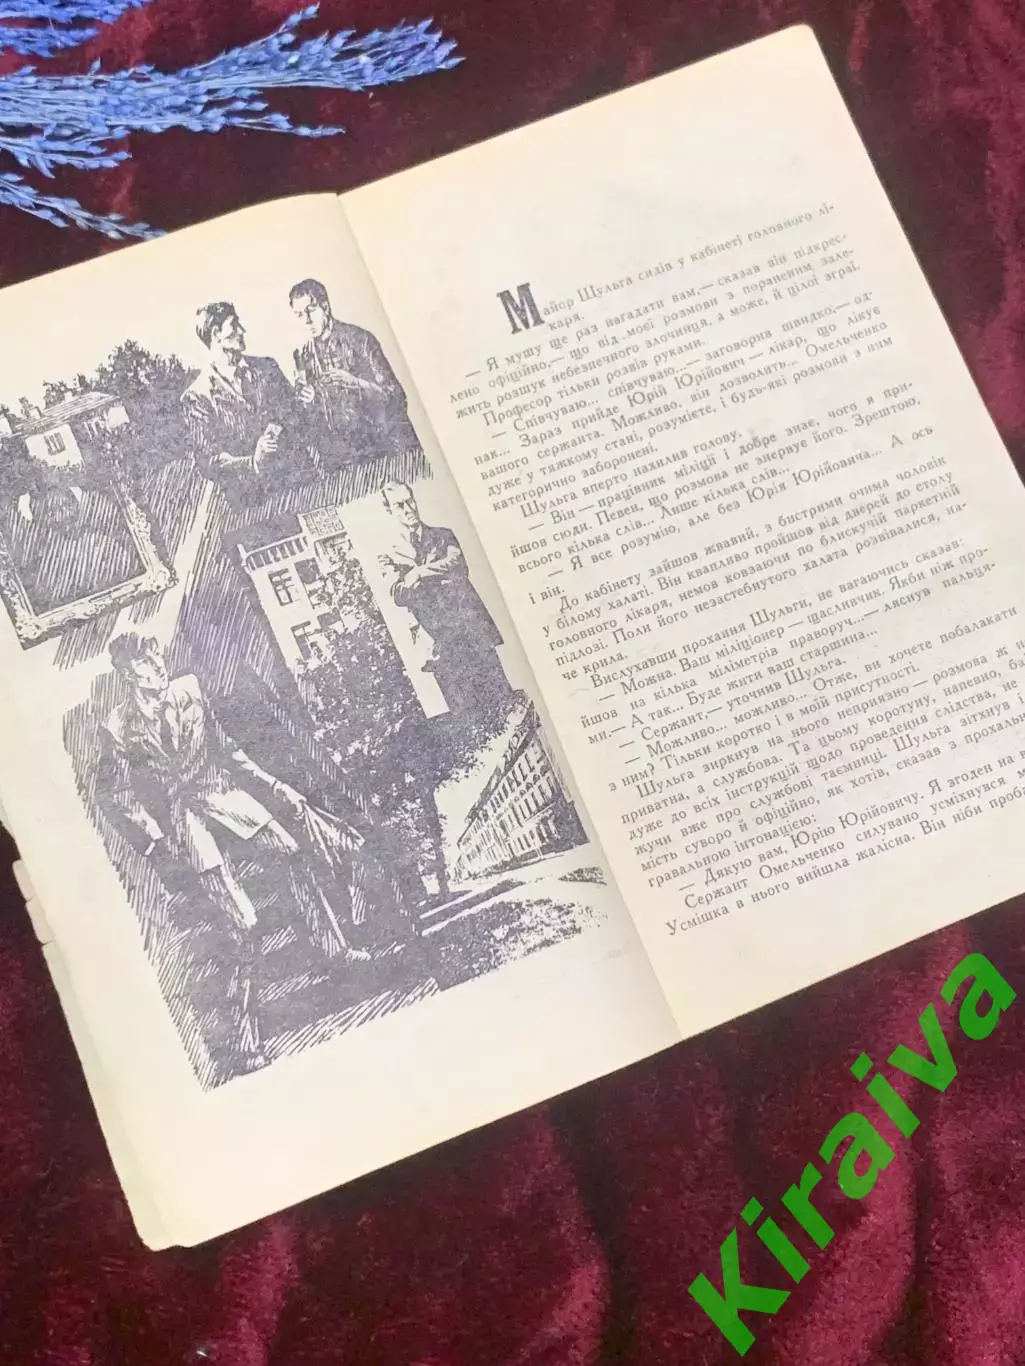 Майор Шульга сидів у кабінеті головного лі-
каря.
— Я мушу ще раз нагадати вам,— сказав він підкрес-
лено офіційно,— що від моєї розмови з пораненим зале-
жить розшук небезпечного злочинця, а може, й цілої зграї.
Професор тільки розвів руками.
— Співчуваю... співчуваю...— заговорив швидко,— од-
нак... Зараз прийде Юрій Юрійович — лікар, що лікує
вашого сержанта. Можливо, він дозволить... Омельченко
дуже у тяжкому стані, розумієте, і будь-які розмови з ним
категорично заборонені.
Шульга вперто нахилив голову.
— Він — працівник міліції і добре знає, чого я при-
йшов сюди. Певен, що розмова не знервує його. Зрештою,
всього кілька слів... Лише кілька слів...
— Я все розумію, але без Юрія Юрійовича... А ось
і він.
До кабінету зайшов жвавий, з бистрими очима чоловік
у білому халаті. Він квапливо пройшов від дверей до столу
головного лікаря, немов ковзаючи по блискучій паркетній
підлозі. Поли його незастебнутого халата розвівалися, на-
че крила.
Вислухавши прохання Шульги, не вагаючись сказав:
— Можна. Ваш міліціонер — щасливчик. Якби ніж про-
йшов на кілька міліметрів праворуч...— ляснув пальця-
ми.— А так... Буде жити ваш старшина...
— Сержант,— уточнив Шульга.
— Можливо... можливо... Отже, ви хочете побалакати
з ним? Тільки коротко і в моїй присутності.
Шульга зиркнув на нього неприязно — розмова ж н
приватна, а службова. Та цьому коротуну, напевно, ба
дуже до всіх інструкцій щодо проведення слідства, не
жучи вже про службові таємниці. Шульга зітхнув і
мість суворо й офіційно, як хотів, сказав з прохаль
гравальною інтонацією:
— Дякую вам, Юрію Юрійовичу. Я згоден на в
Сержант Омельченко силувано усміхнувся м
Усмішка в нього вийшла жалісна. Він ніби проба
Kiraiva